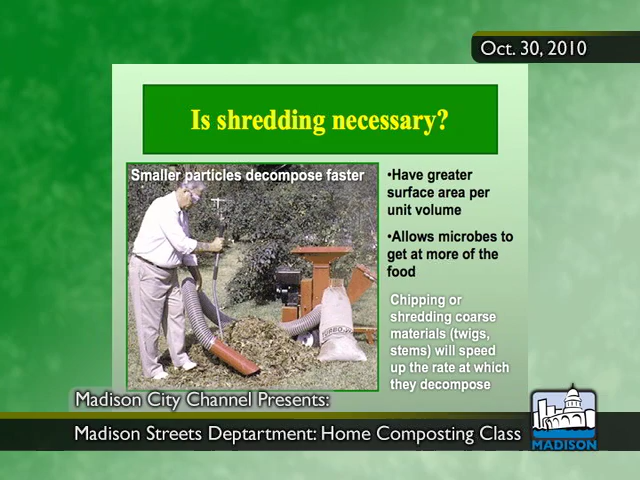 Oct. 30, 2010
Is shredding necessary?
Smaller particles decompose faster
•Have greater
surface area per
unit volume
•Allows microbes to
get at more of the
food
Chipping or
shredding coarse
materials (twigs,
stems) will speed
up the rate at which
they decompose
Madison City Channel Presents:
Madison Streets Deptartment: Home Composting Class
MADISON